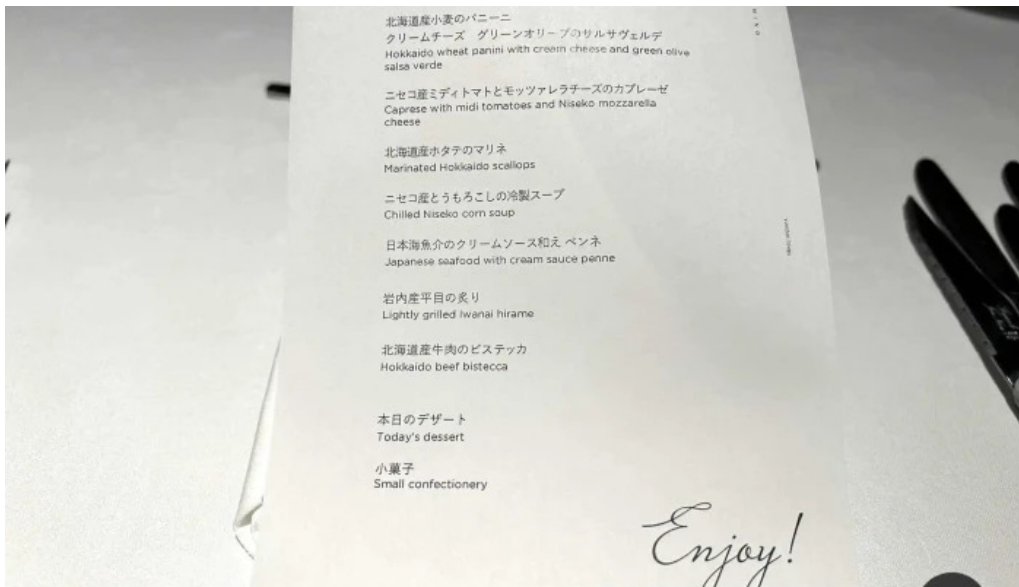 北海道産小麦のパニーニ
クリームチーズ グリーンオリーブのサルサヴェルデ
Hokkaido wheat panini with cream cheese and green olive
salsa verde
ニセコ産ミディトマトとモッツァレラチーズのカプレーゼ
Caprese with midi tomatoes and Niseko mozzarella
cheese
北海道産ホタテのマリネ
Marinated Hokkaido scallops
ニセコ産とうもろこしの冷製スープ
Chilled Niseko corn soup
日本海魚介のクリームソース和え ペンネ
Japanese seafood with cream sauce penne
岩内産平目の炙り
Lightly grilled Iwanai hirame
北海道産牛肉のビステッカ
Hokkaido beef bistecca
本日のデザート
Today's dessert
小菓子
Small confectionery
Enjoy!